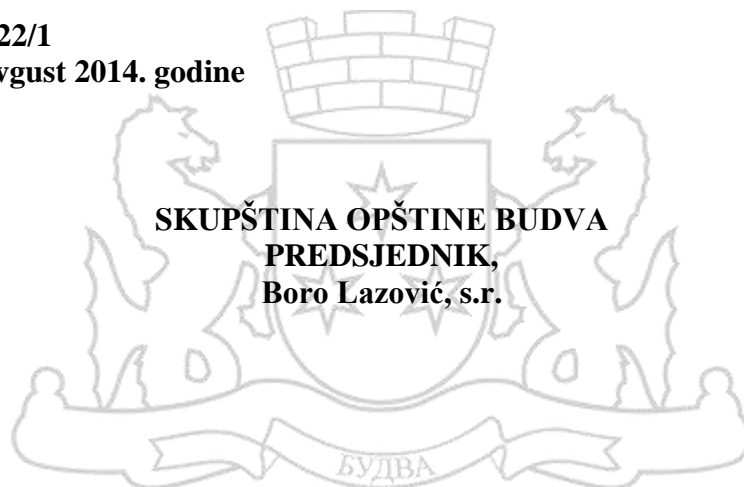 22/1
vgust 2014. godine
SKUPŠTINA OPŠTINE BUDVA
PREDSJEDNIK,
Boro Lazović, s.r.
БУДВА